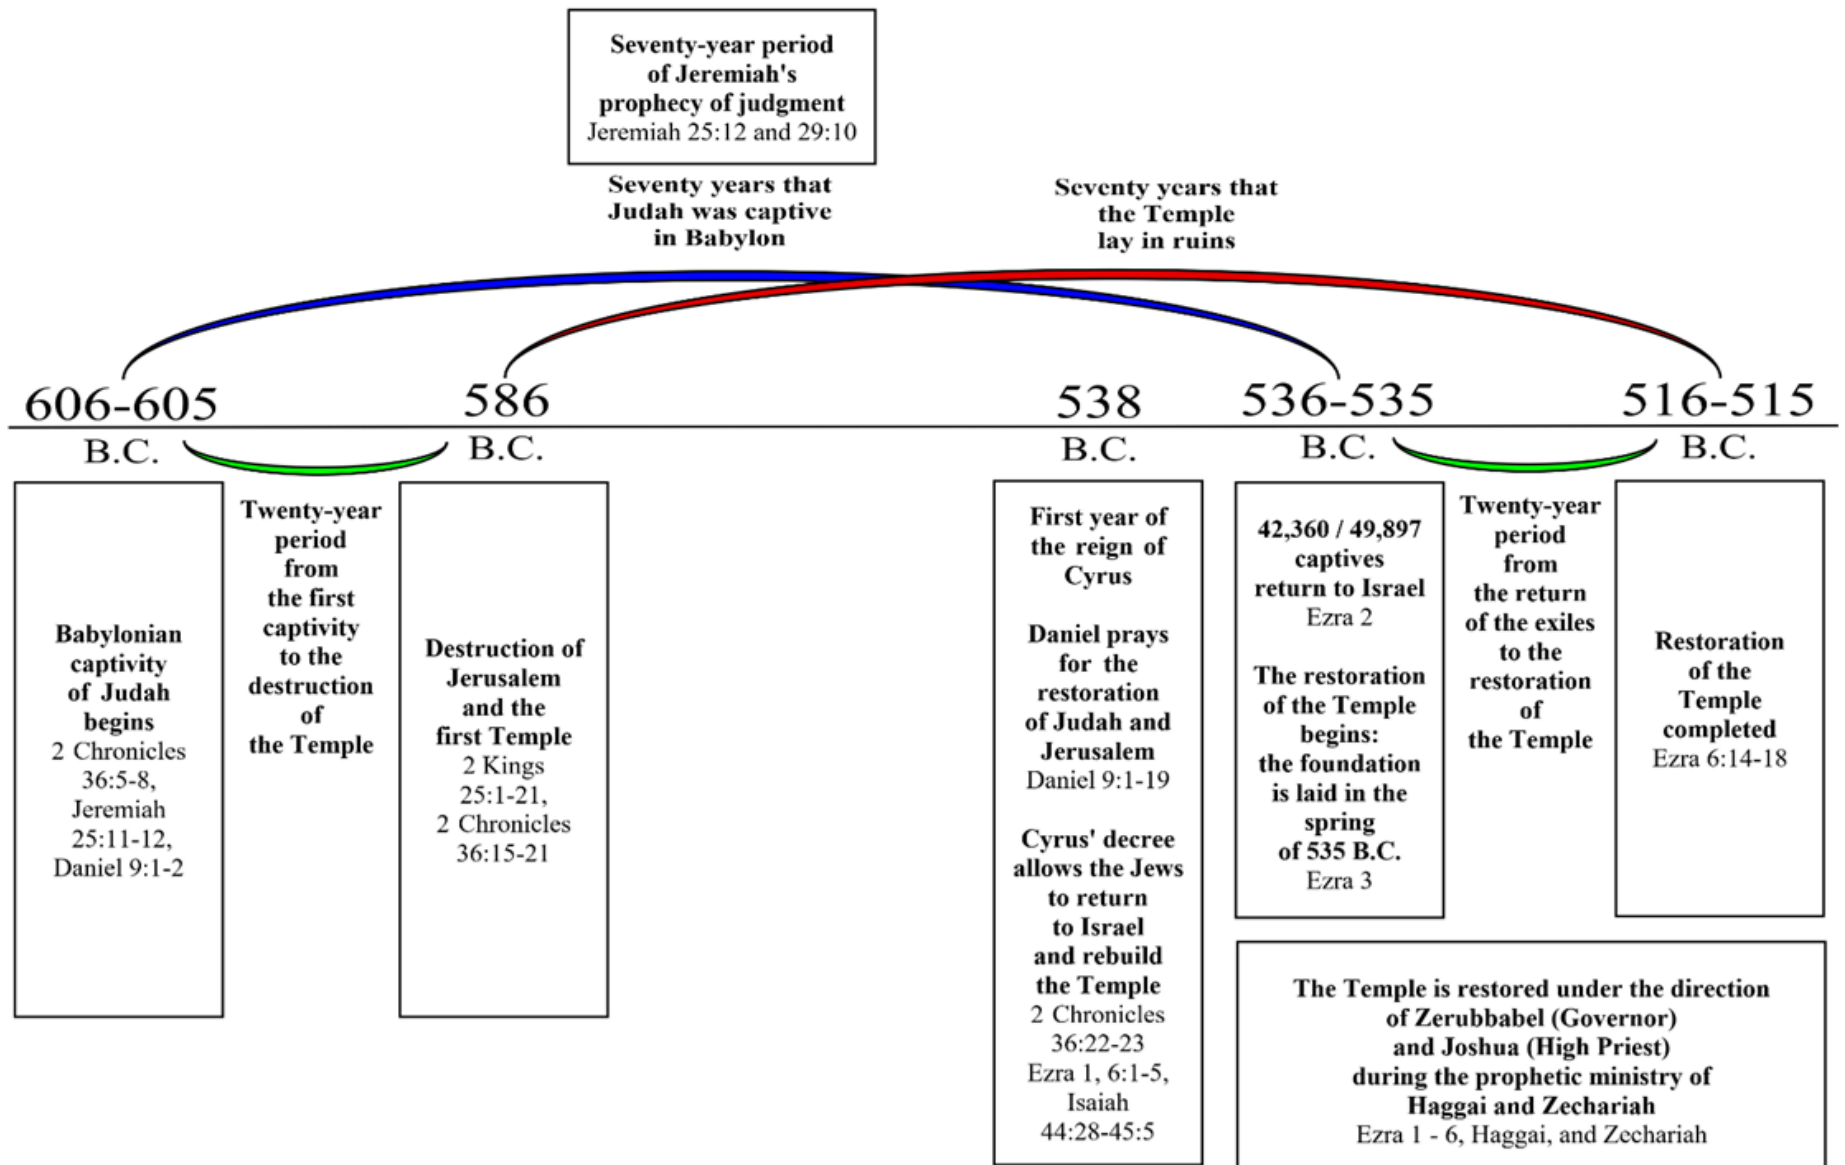 Seventy-year period
of Jeremiah's
prophecy of judgment
Jeremiah 25:12 and 29:10
Seventy years that
Judah was captive
in Babylon
Seventy years that
the Temple
lay in ruins
606-605
B.C.
586
B.C.
538
B.C.
536-535
B.C.
516-515
B.C.
Babylonian
captivity
of Judah
begins
2 Chronicles
36:5-8,
Jeremiah
25:11-12,
Daniel 9:1-2
Twenty-year
period
from
the first
captivity
to the
destruction
of
the Temple
Destruction of
Jerusalem
and the
first Temple
2 Kings
25:1-21,
2 Chronicles
36:15-21
First year of
the reign of
Cyrus
Daniel prays
for the
restoration
of Judah and
Jerusalem
Daniel 9:1-19
Cyrus' decree
allows the Jews
to return
to Israel
and rebuild
the Temple
2 Chronicles
36:22-23
Ezra 1, 6:1-5,
Isaiah
44:28-45:5
42,360 / 49,897
captives
return to Israel
Ezra 2
The restoration
of the Temple
begins:
the foundation
is laid in the
spring
of 535 B.C.
Ezra 3
Twenty-year
period
from
the return
of the exiles
to the
restoration
of
the Temple
Restoration
of the
Temple
completed
Ezra 6:14-18
The Temple is restored under the direction
of Zerubbabel (Governor)
and Joshua (High Priest)
during the prophetic ministry of
Haggai and Zechariah
Ezra 1 - 6, Haggai, and Zechariah